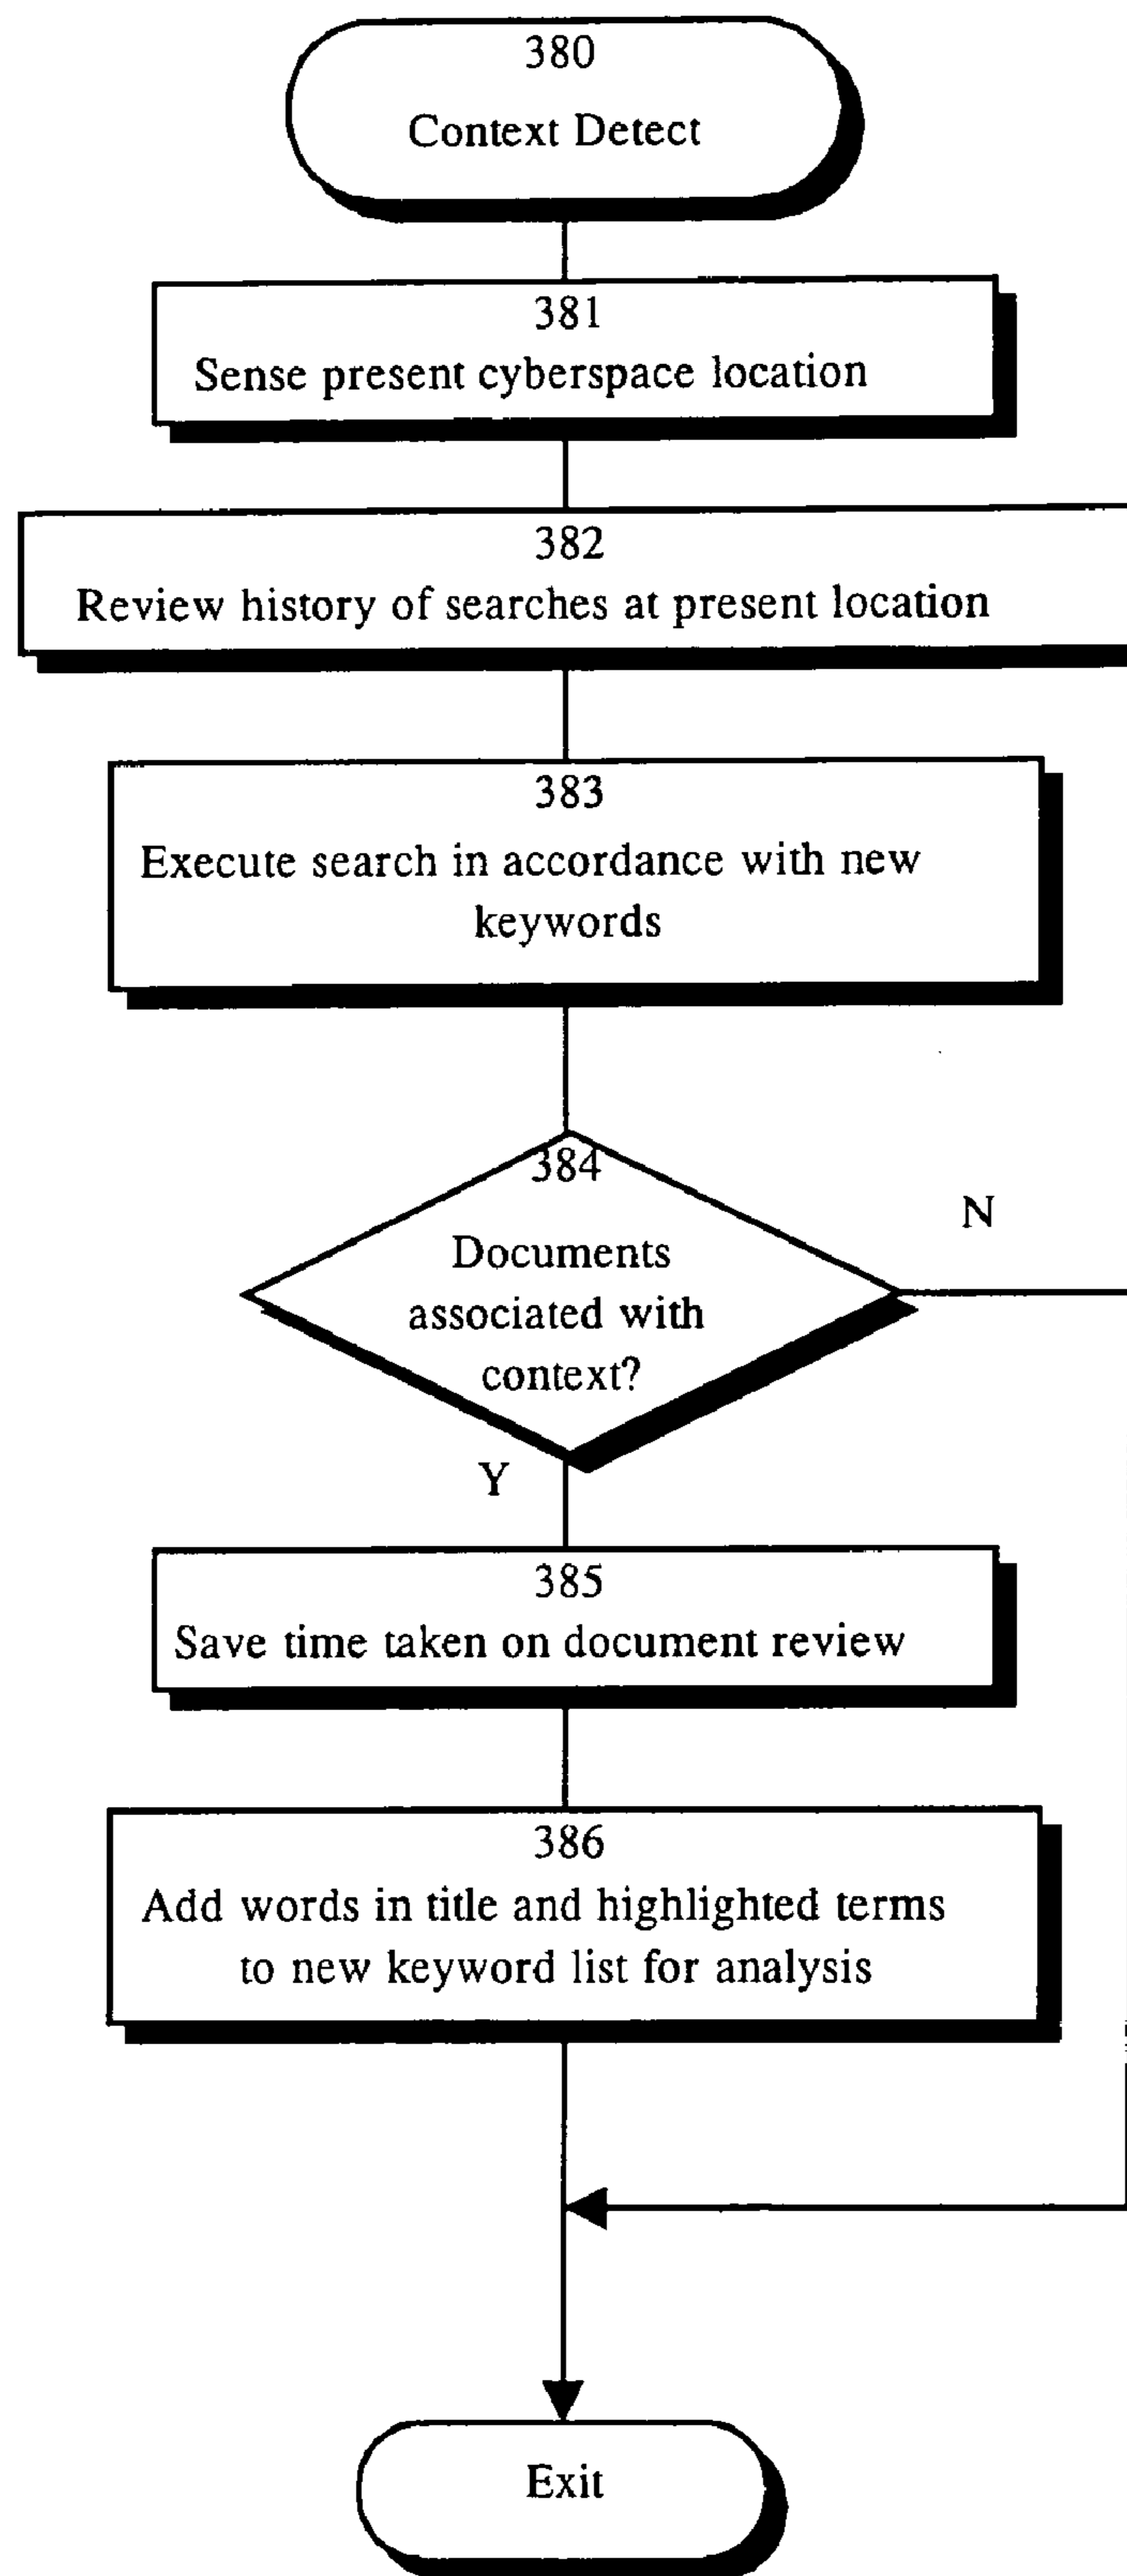 380
Context Detect
381
Sense present cyberspace location
382
Review history of searches at present location
383
Execute search in accordance with new
keywords
384
Documents
associated with
context?
N
Y
385
Save time taken on document review
386
Add words in title and highlighted terms
to new keyword list for analysis
Exit